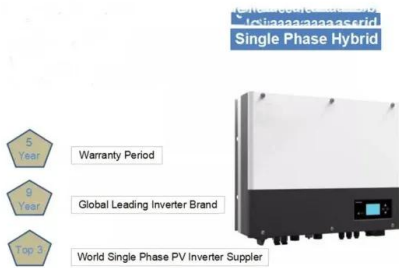 Single Phase Hybrid
5
Year
Warranty Period
9
Year
Global Leading Inverter Brand
Top 3
World Single Phase PV Inverter Suppler